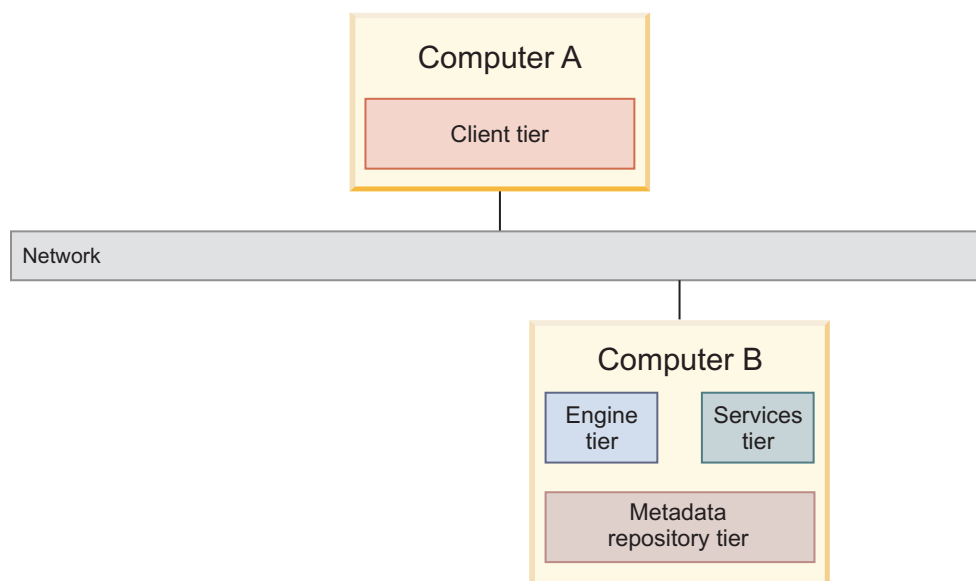 Computer A
Client tier
Network
Computer B
Engine
tier
Services
tier
Metadata
repository tier